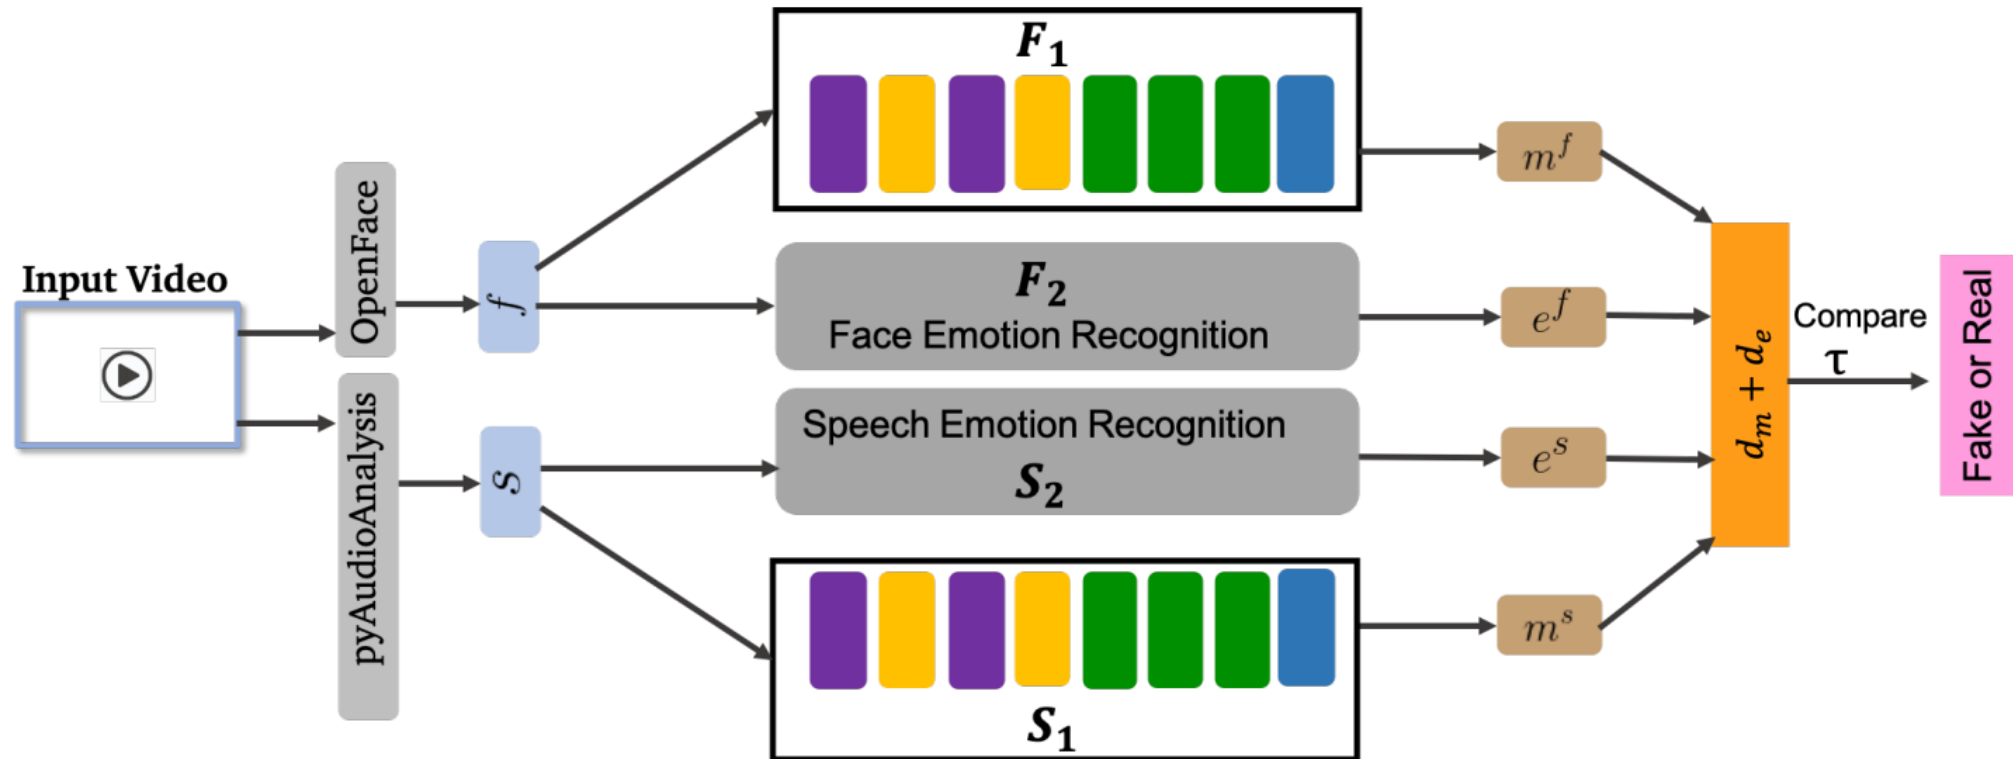 Input Video
OpenFace
pyAudioAnalysis
f
s
F₁
F₂
Face Emotion Recognition
Speech Emotion Recognition
S₂
S₁
mᶠ
eᶠ
eˢ
mˢ
dₘ + dₑ
Compare
τ
Fake or Real